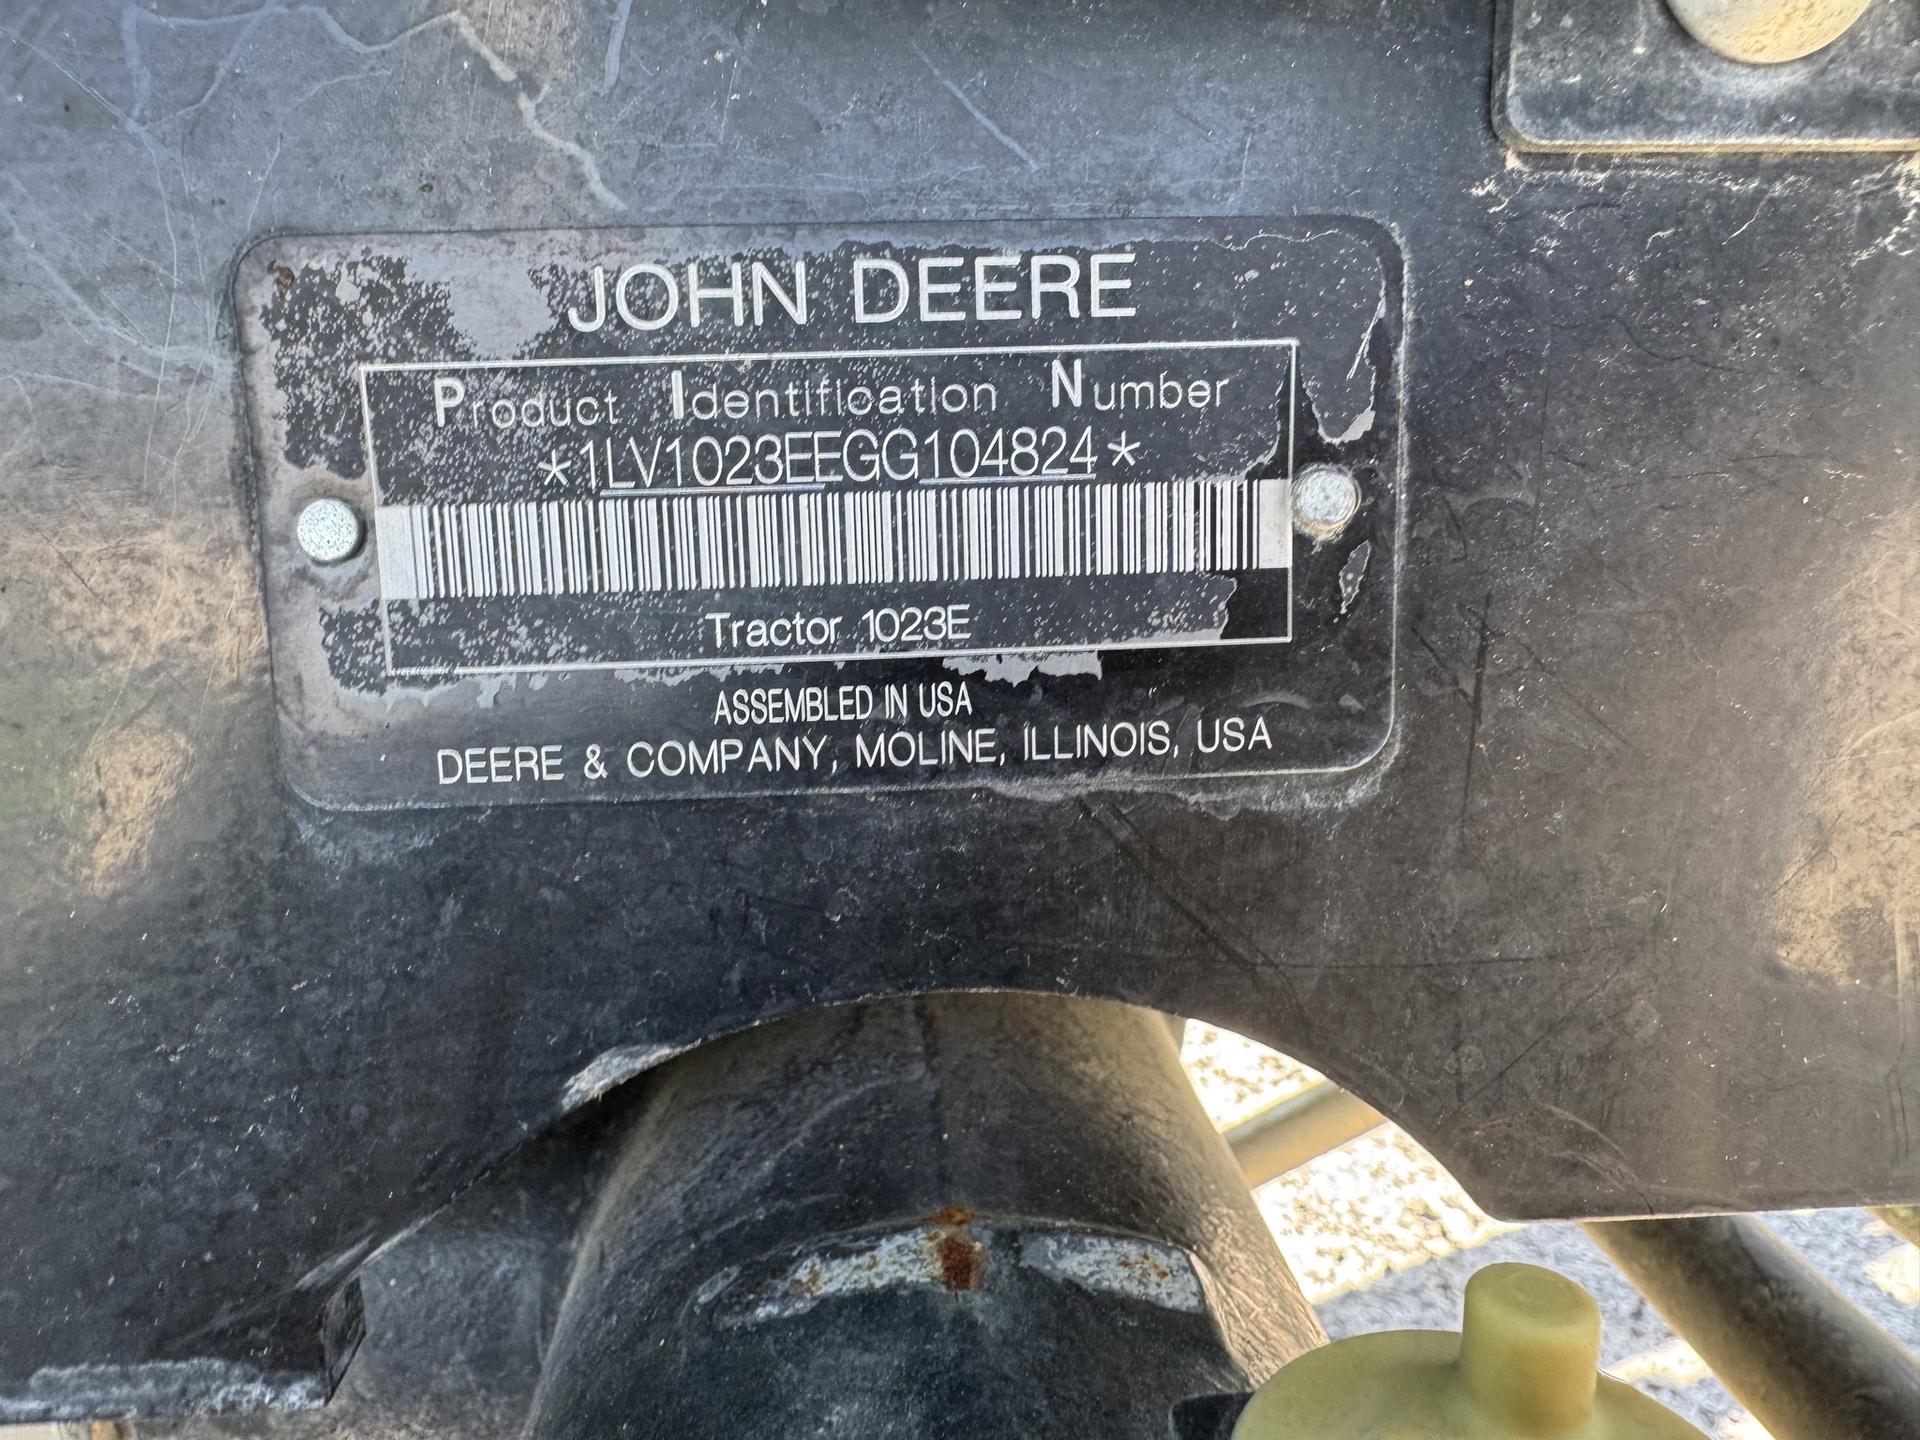 JOHN DEERE
Product Identification Number
*1LV1023EEGG104824*
Tractor 1023E
ASSEMBLED IN USA
DEERE & COMPANY, MOLINE, ILLINOIS, USA